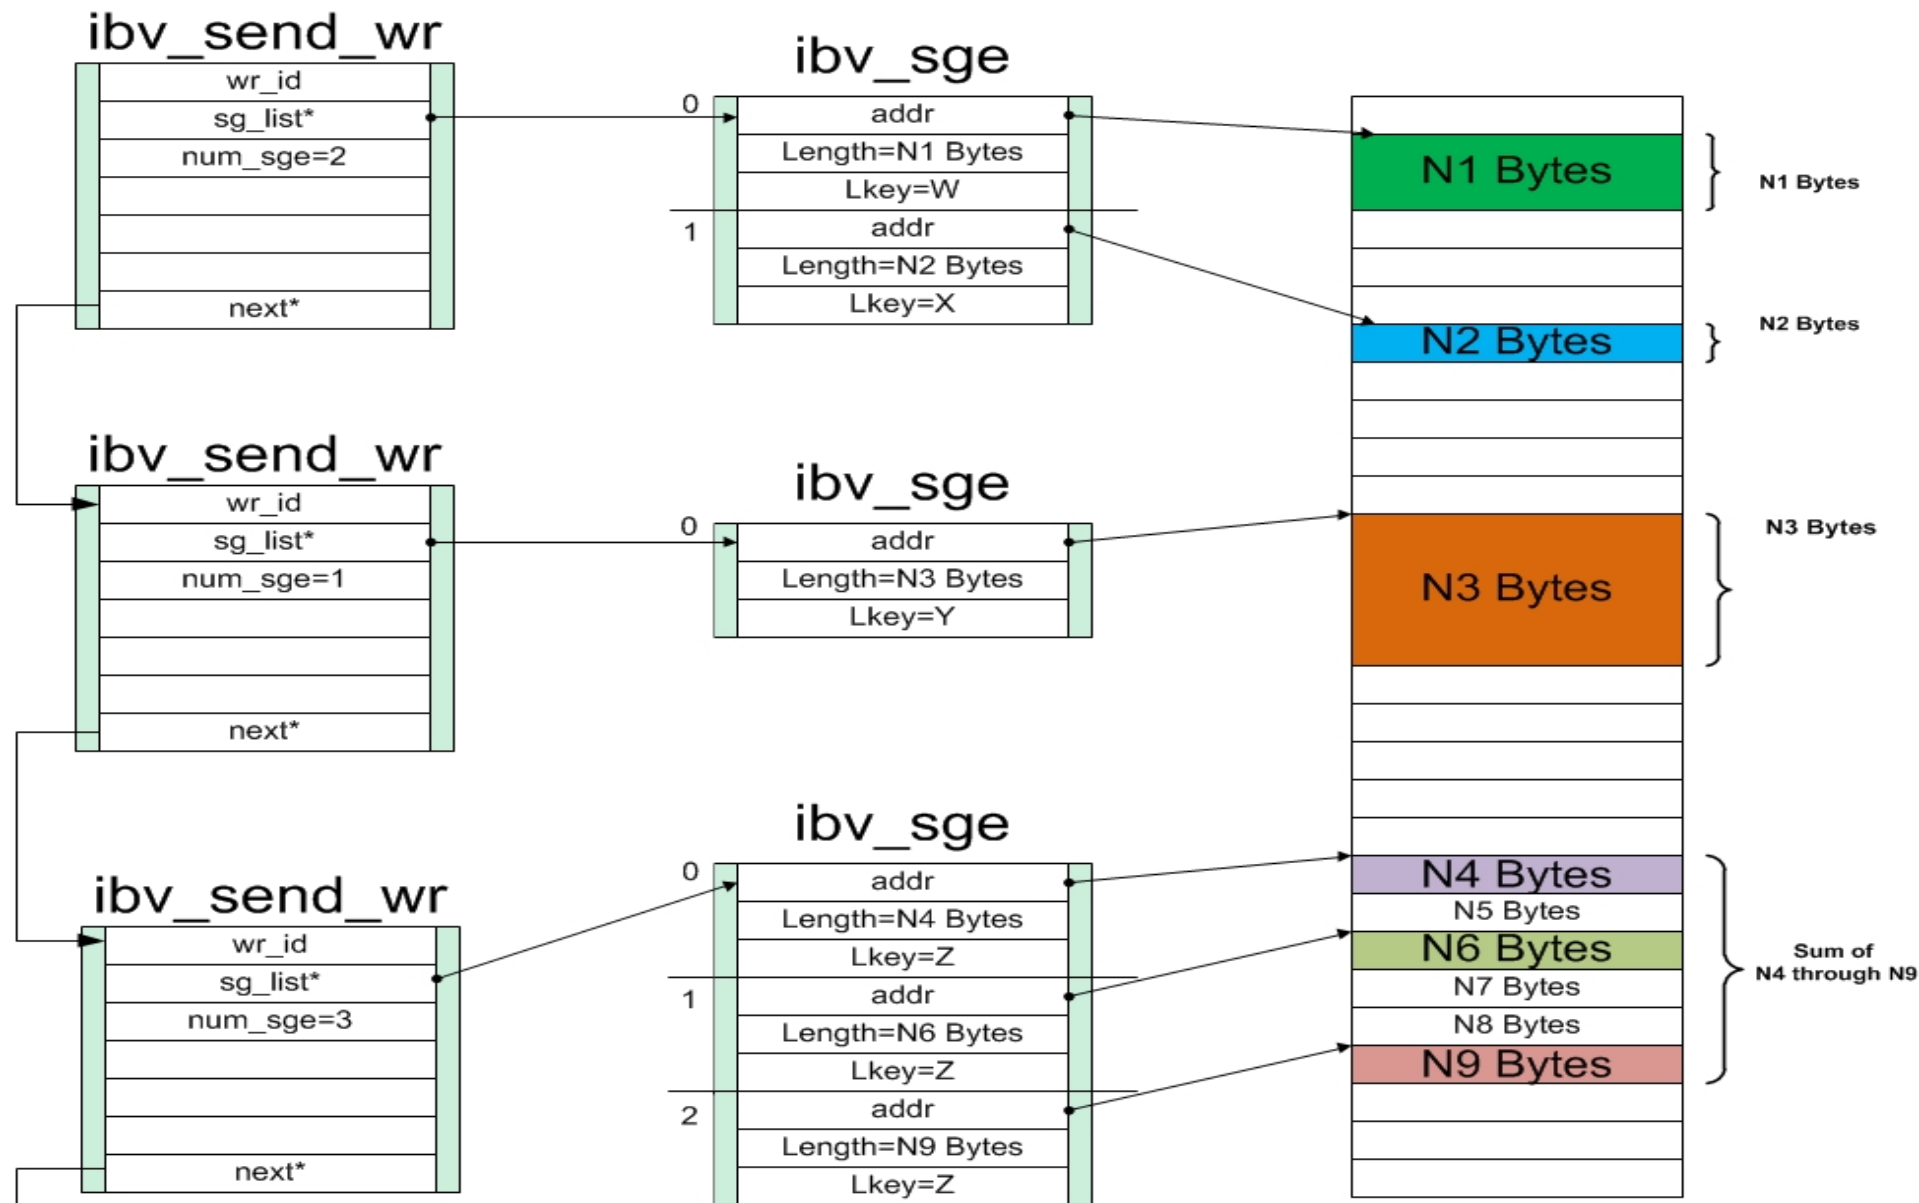 ibv_send_wr
wr_id
sg_list*
num_sge=2
next*
ibv_sge
0
addr
Length=N1 Bytes
Lkey=W
1
addr
Length=N2 Bytes
Lkey=X
N1 Bytes
N1 Bytes
N2 Bytes
N2 Bytes
ibv_send_wr
wr_id
sg_list*
num_sge=1
next*
ibv_sge
0
addr
Length=N3 Bytes
Lkey=Y
N3 Bytes
N3 Bytes
ibv_send_wr
wr_id
sg_list*
num_sge=3
next*
ibv_sge
0
addr
Length=N4 Bytes
Lkey=Z
1
addr
Length=N6 Bytes
Lkey=Z
2
addr
Length=N9 Bytes
Lkey=Z
N4 Bytes
N5 Bytes
N6 Bytes
N7 Bytes
N8 Bytes
N9 Bytes
Sum of
N4 through N9